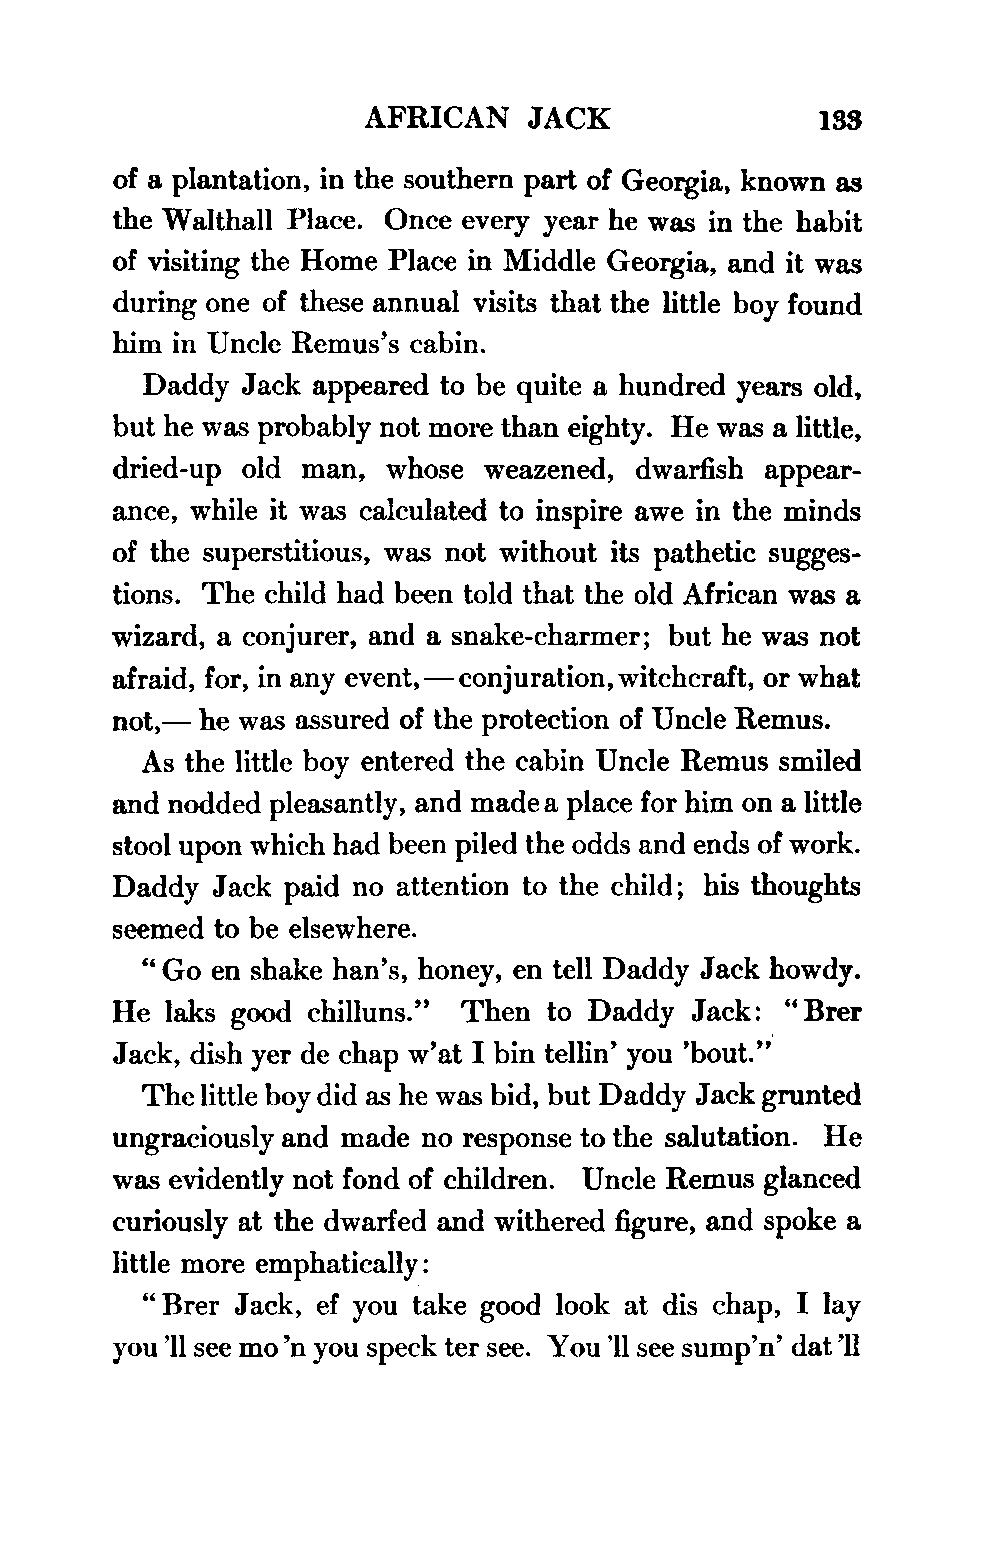 AFRICAN JACK 133
of a plantation, in the southern part of Georgia, known as
the Walthall Place. Once every year he was in the habit
of visiting the Home Place in Middle Georgia, and it was
during one of these annual visits that the little boy found
him in Uncle Remus's cabin.
Daddy Jack appeared to be quite a hundred years old,
but he was probably not more than eighty. He was a little,
dried-up old man, whose weazened, dwarfish appear-
ance, while it was calculated to inspire awe in the minds
of the superstitious, was not without its pathetic sugges-
tions. The child had been told that the old African was a
wizard, a conjurer, and a snake-charmer; but he was not
afraid, for, in any event,—conjuration, witchcraft, or what
not,— he was assured of the protection of Uncle Remus.
As the little boy entered the cabin Uncle Remus smiled
and nodded pleasantly, and made a place for him on a little
stool upon which had been piled the odds and ends of work.
Daddy Jack paid no attention to the child; his thoughts
seemed to be elsewhere.
"Go en shake han's, honey, en tell Daddy Jack howdy.
He laks good chilluns." Then to Daddy Jack: "Brer
Jack, dish yer de chap w'at I bin tellin' you 'bout."
The little boy did as he was bid, but Daddy Jack grunted
ungraciously and made no response to the salutation. He
was evidently not fond of children. Uncle Remus glanced
curiously at the dwarfed and withered figure, and spoke a
little more emphatically:
"Brer Jack, ef you take good look at dis chap, I lay
you 'll see mo 'n you speck ter see. You 'll see sump'n' dat 'll